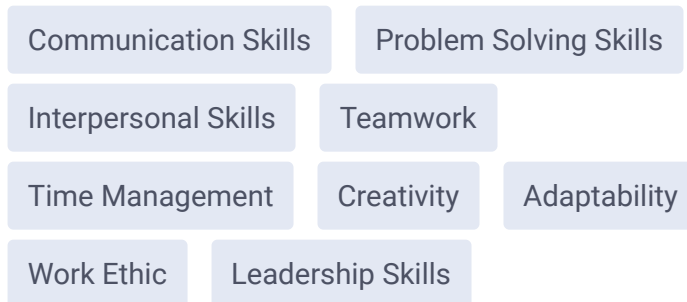 Communication Skills Problem Solving Skills
Interpersonal Skills Teamwork
Time Management Creativity Adaptability
Work Ethic Leadership Skills